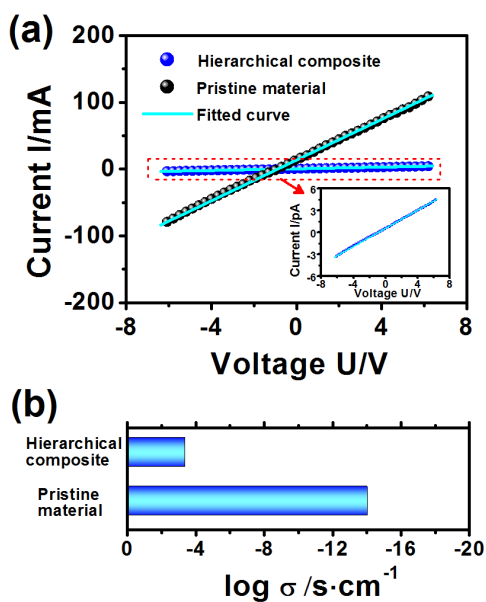 (a)
200
100
0
-100
-200
Current I/mA
Hierarchical composite
Pristine material
Fitted curve
6
4
3
0
-3
-6
Current I/pA
-8 -4 0 4 8
Voltage U/V
-8 -4 0 4 8
Voltage U/V
(b)
Hierarchical
composite
Pristine
material
0 -4 -8 -12 -16 -20
log σ /s·cm⁻¹